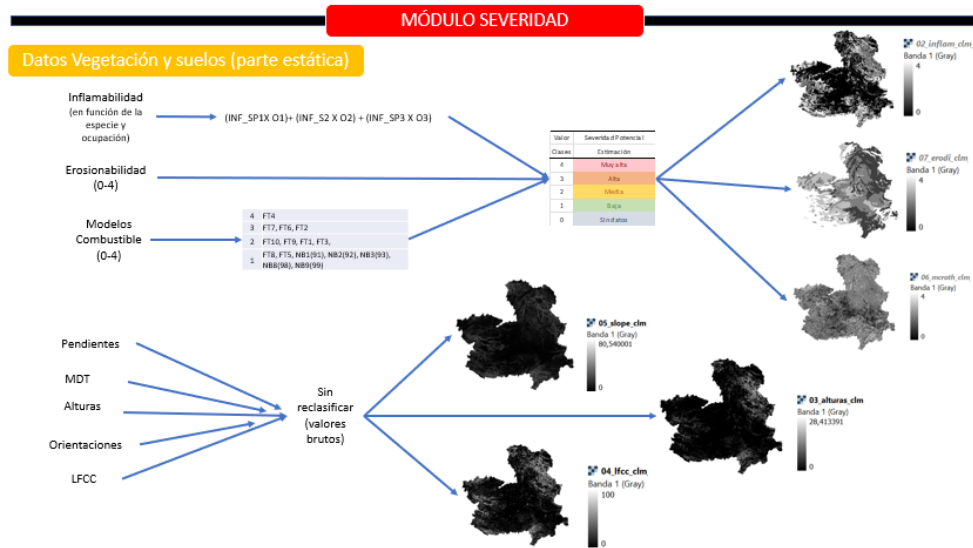 MÓDULO SEVERIDAD
Datos Vegetación y suelos (parte estática)
Inflamabilidad
(en función de la
especie y
ocupación)
(INF_SP1X O1)+ (INF_S2 X O2) + (INF_SP3 X O3)
Erosionabilidad
(0-4)
Modelos
Combustible
(0-4)
4 FT4
3 FT7, FT6, FT2
2 FT10, FT9, FT1, FT3,
1 FT8, FT5, NB1(91), NB2(92), NB3(93),
NB8(98), NB9(99)
Valor Severidad Potencial
Clases Estimación
4 Muy alta
3 Alta
2 Media
1 Baja
0 Sin datos
02_inflam_clm
Banda 1 (Gray)
4
0
07_erodi_clm
Banda 1 (Gray)
4
0
06_mcroth_clm
Banda 1 (Gray)
4
0
Pendientes
MDT
Alturas
Orientaciones
LFCC
Sin
reclasificar
(valores
brutos)
05_slope_clm
Banda 1 (Gray)
80,540001
0
03_alturas_clm
Banda 1 (Gray)
28,413391
0
04_lfcc_clm
Banda 1 (Gray)
100
0